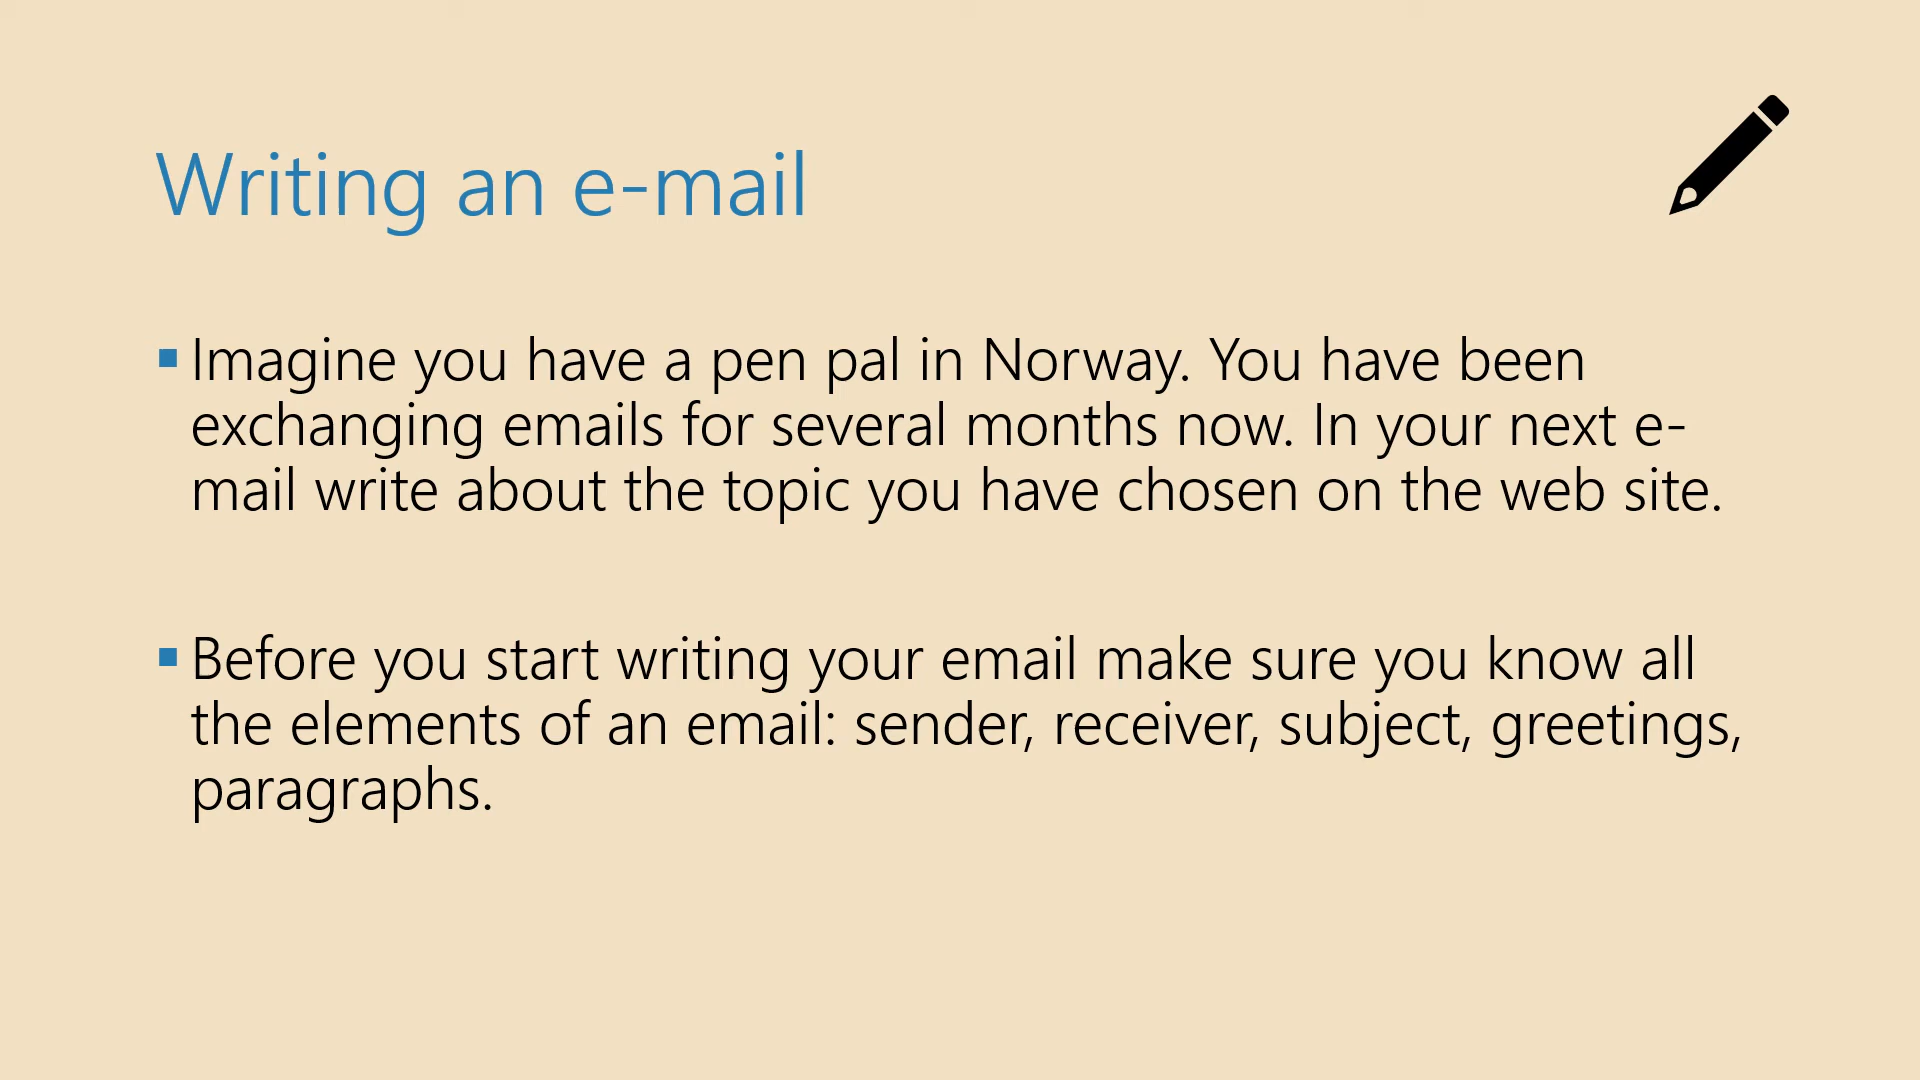 Writing an e-mail
Imagine you have a pen pal in Norway. You have been
exchanging emails for several months now. In your next e-
mail write about the topic you have chosen on the web site.
Before you start writing your email make sure you know all
the elements of an email: sender, receiver, subject, greetings,
paragraphs.